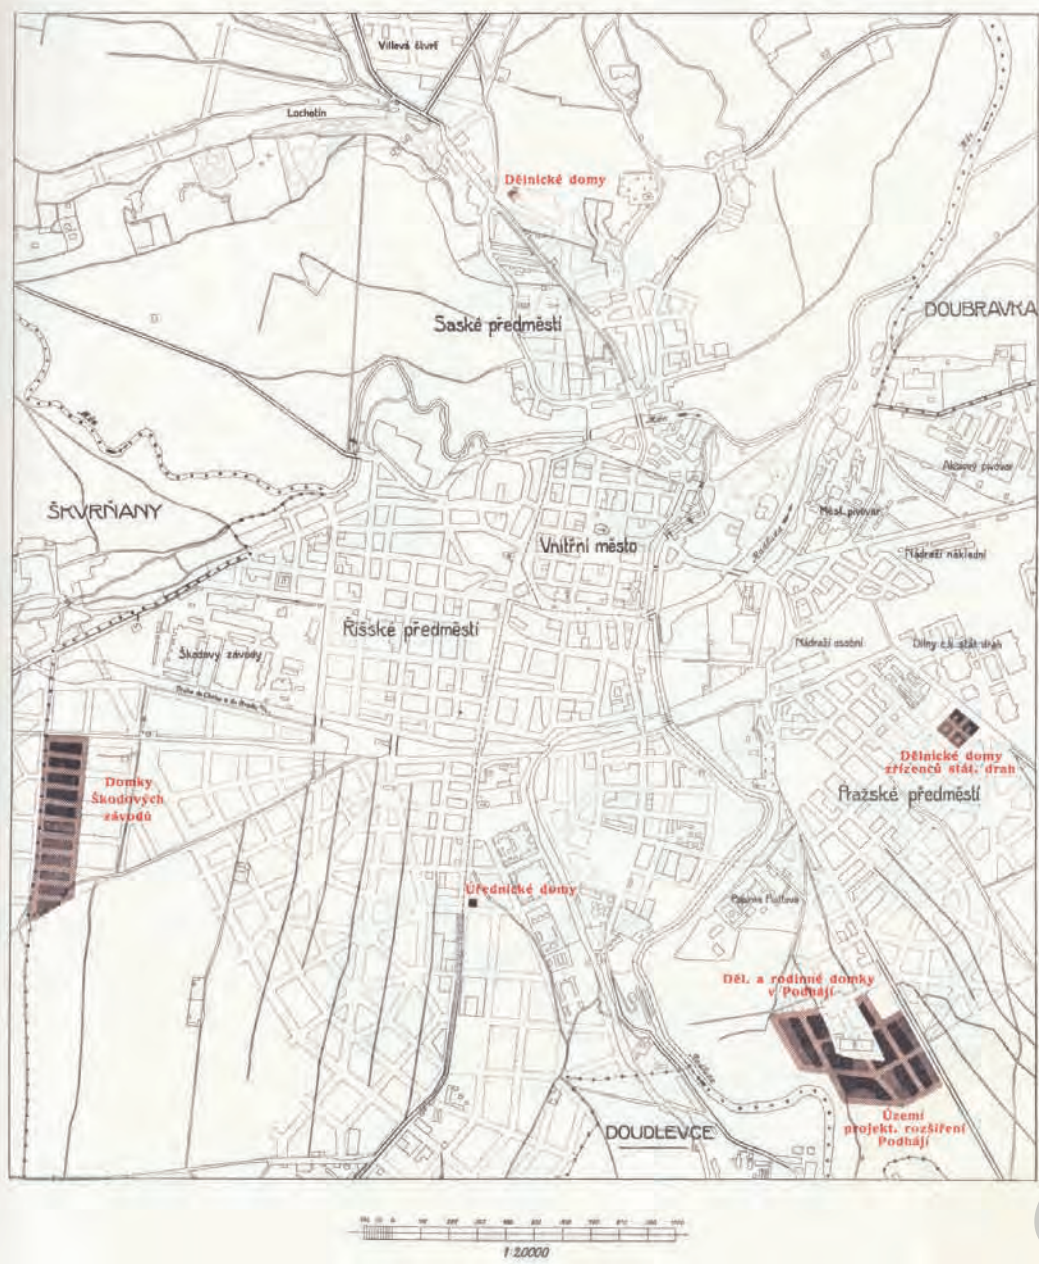 Villová čtvrť
Lochotín
Dělnické domy
Saské předměstí
DOUBRAVKA
Akciový pivovar
ŠKVRŇANY
Měšť. pivovar
Vnitřní město
Radbuza
Nádraží nákladní
Říšské předměstí
Nádraží osobní
Dílny c.k. stát. drah
Škodovy závody
Dělnické domy
zřízenců stát. drah
Domky
Škodových
závodů
Pražské předměstí
Úřednické domy
Děl. a rodinné domky
v Podhájí
Radbuza
Území
projekt. rozšíření
Podhájí
DOUDLEVCE
1:20000